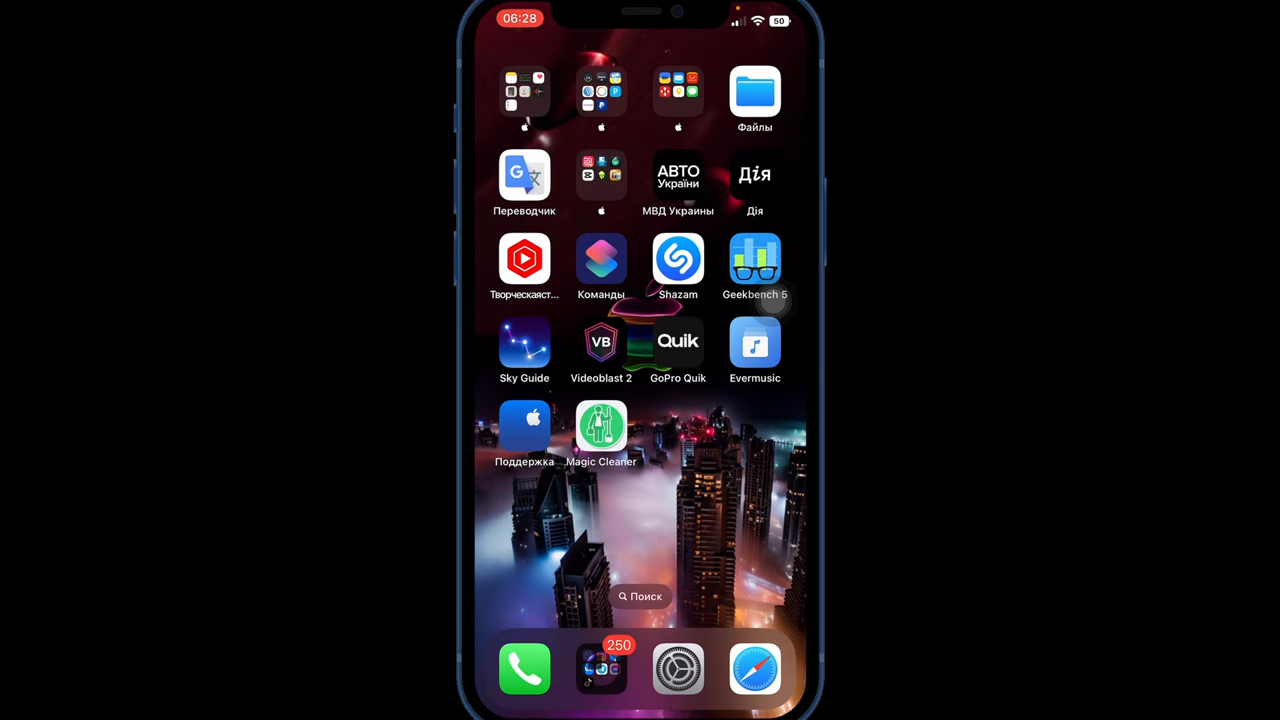 06:28
50
Файлы
G
АВТО
України
Дія
Переводчик
МВД Украины
Дія
Творческаяст...
Команды
Shazam
Geekbench 5
VB
Quik
Sky Guide
Videoblast 2
GoPro Quik
Evermusic
Поддержка
Magic Cleaner
Поиск
250